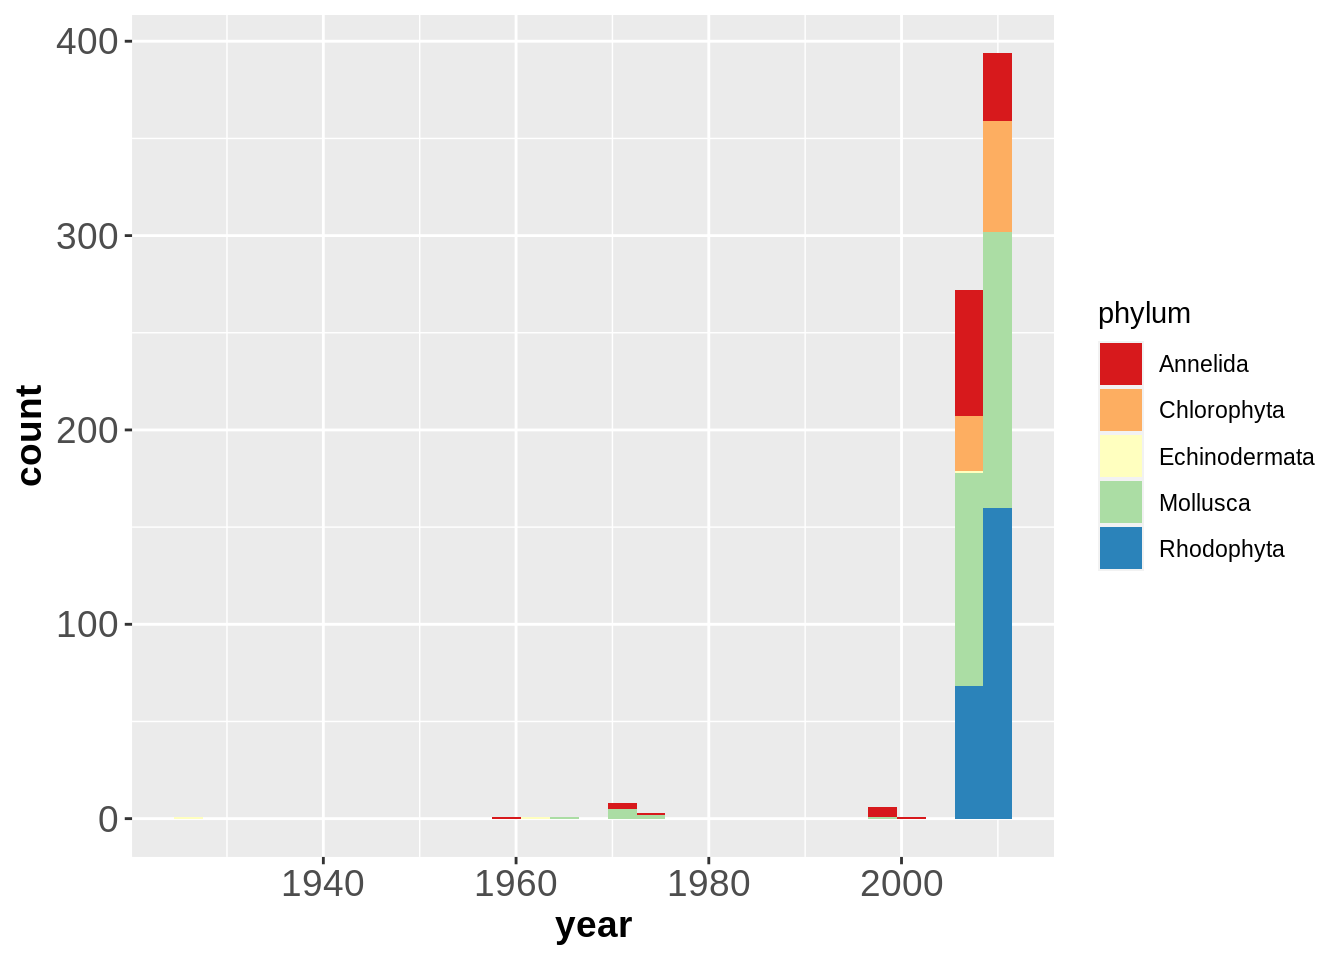 400
300
200
100
0
count
1940 1960 1980 2000
year
phylum
Annelida
Chlorophyta
Echinodermata
Mollusca
Rhodophyta